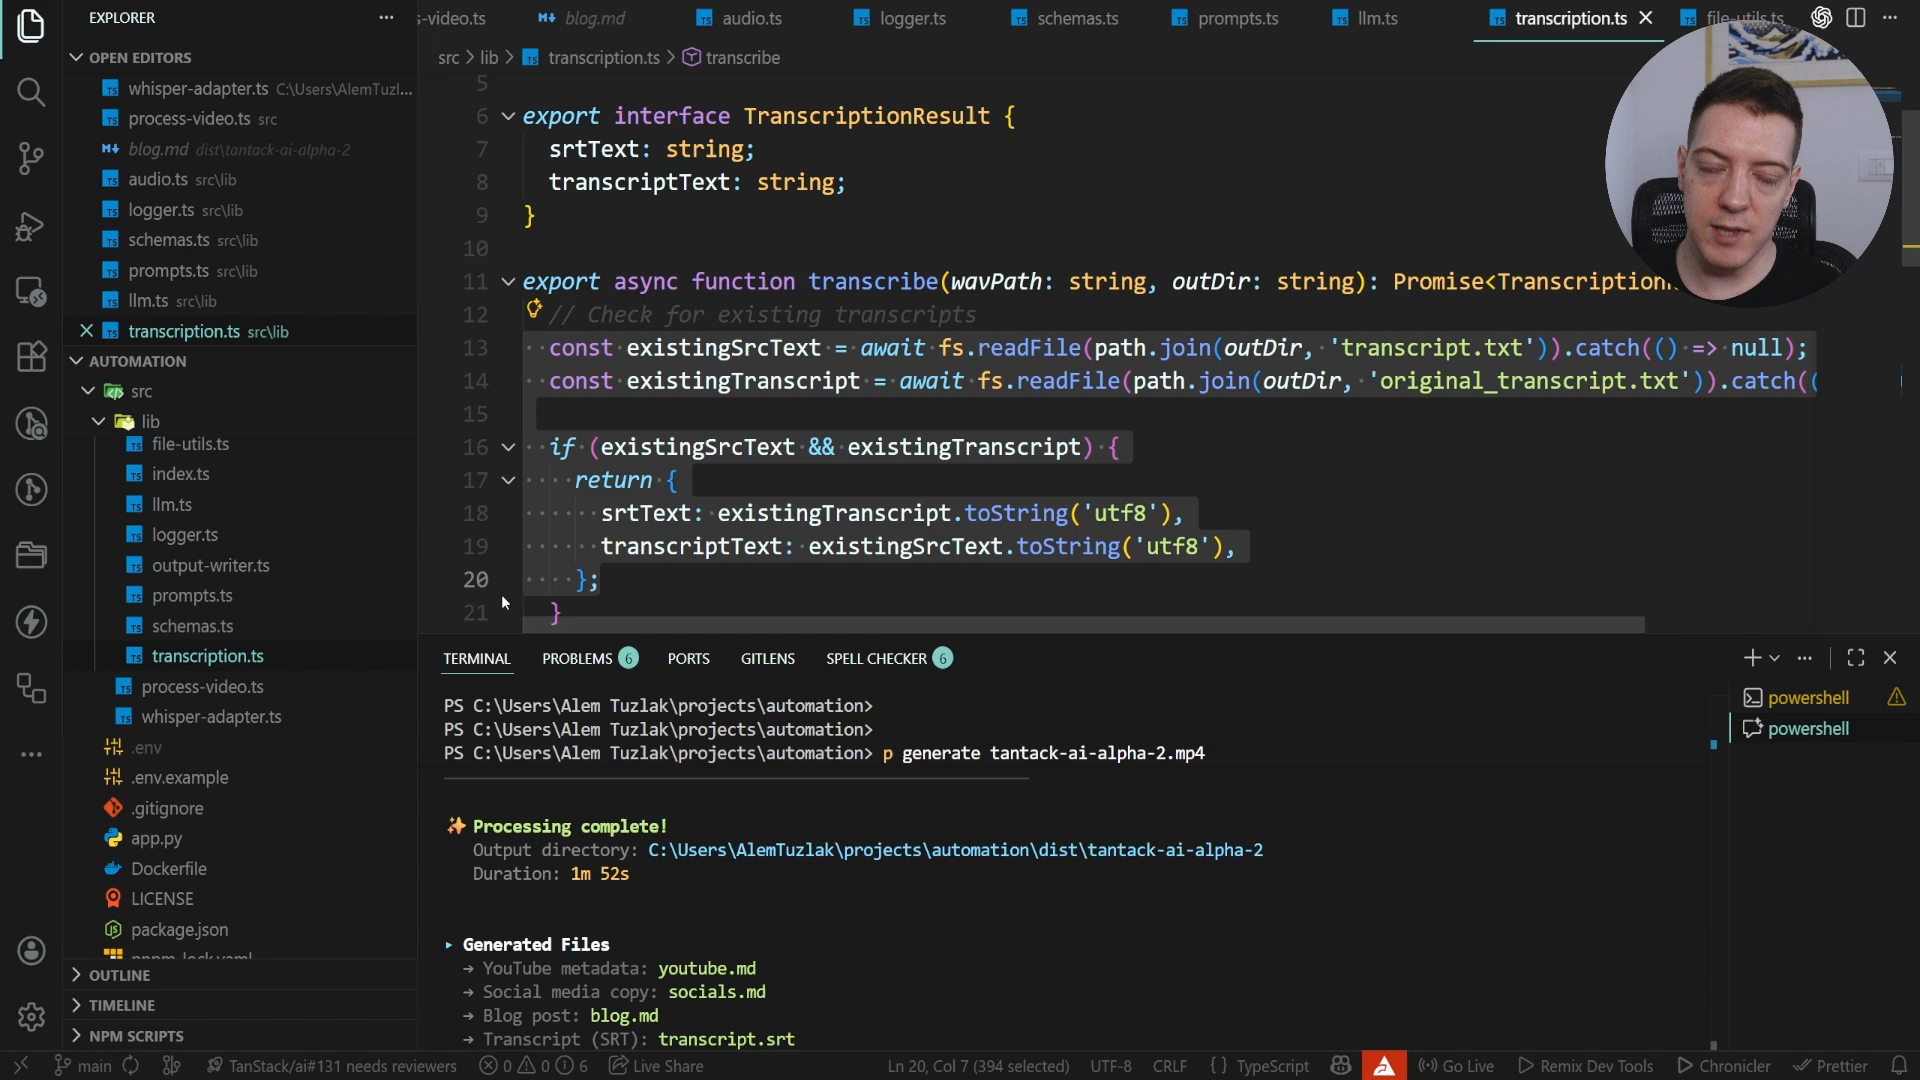 EXPLORER
OPEN EDITORS
whisper-adapter.ts C:\Users\AlemTuzl...
process-video.ts src
blog.md dist\tantack-ai-alpha-2
audio.ts src\lib
logger.ts src\lib
schemas.ts src\lib
prompts.ts src\lib
llm.ts src\lib
transcription.ts src\lib
AUTOMATION
src
lib
file-utils.ts
index.ts
llm.ts
logger.ts
output-writer.ts
prompts.ts
schemas.ts
transcription.ts
process-video.ts
whisper-adapter.ts
.env
.env.example
.gitignore
app.py
Dockerfile
LICENSE
package.json
pnpm-lock.yaml
OUTLINE
TIMELINE
NPM SCRIPTS
s-video.ts blog.md audio.ts logger.ts schemas.ts prompts.ts llm.ts transcription.ts file-utils.ts
src > lib > transcription.ts > transcribe
5
6 export interface TranscriptionResult {
7 srtText: string;
8 transcriptText: string;
9 }
10
11 export async function transcribe(wavPath: string, outDir: string): Promise<Transcription
12 // Check for existing transcripts
13 const existingSrcText = await fs.readFile(path.join(outDir, 'transcript.txt')).catch(() => null);
14 const existingTranscript = await fs.readFile(path.join(outDir, 'original_transcript.txt')).catch((
15
16 if (existingSrcText && existingTranscript) {
17 return {
18 srtText: existingTranscript.toString('utf8'),
19 transcriptText: existingSrcText.toString('utf8'),
20 };
21 }
TERMINAL PROBLEMS 6 PORTS GITLENS SPELL CHECKER 6
PS C:\Users\Alem Tuzlak\projects\automation>
PS C:\Users\Alem Tuzlak\projects\automation>
PS C:\Users\Alem Tuzlak\projects\automation> p generate tantack-ai-alpha-2.mp4
✨ Processing complete!
Output directory: C:\Users\AlemTuzlak\projects\automation\dist\tantack-ai-alpha-2
Duration: 1m 52s
▸ Generated Files
→ YouTube metadata: youtube.md
→ Social media copy: socials.md
→ Blog post: blog.md
→ Transcript (SRT): transcript.srt
powershell
powershell
main TanStack/ai#131 needs reviewers 0 0 6 Live Share Ln 20, Col 7 (394 selected) UTF-8 CRLF {} TypeScript Go Live Remix Dev Tools Chronicler Prettier